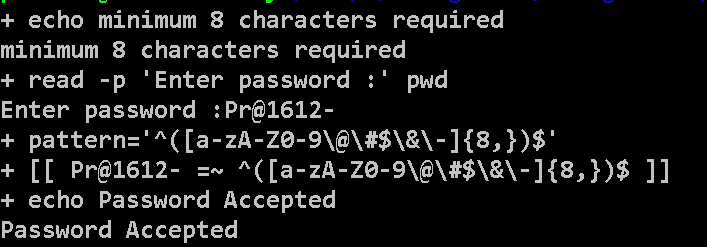 + echo minimum 8 characters required
minimum 8 characters required
+ read -p 'Enter password :' pwd
Enter password :Pr@1612-
+ pattern='^([a-zA-Z0-9\@\#$\&\-]{8,})$'
+ [[ Pr@1612- =~ ^([a-zA-Z0-9\@\#$\&\-]{8,})$ ]]
+ echo Password Accepted
Password Accepted